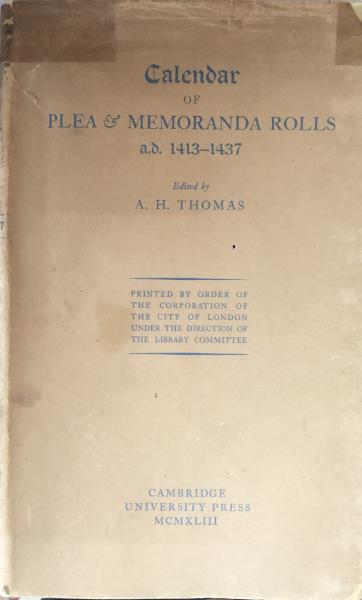 Calendar
OF
PLEA & MEMORANDA ROLLS
a.d. 1413–1437
Edited by
A. H. THOMAS
PRINTED BY ORDER OF
THE CORPORATION OF
THE CITY OF LONDON
UNDER THE DIRECTION OF
THE LIBRARY COMMITTEE
CAMBRIDGE
UNIVERSITY PRESS
MCMXLIII
7